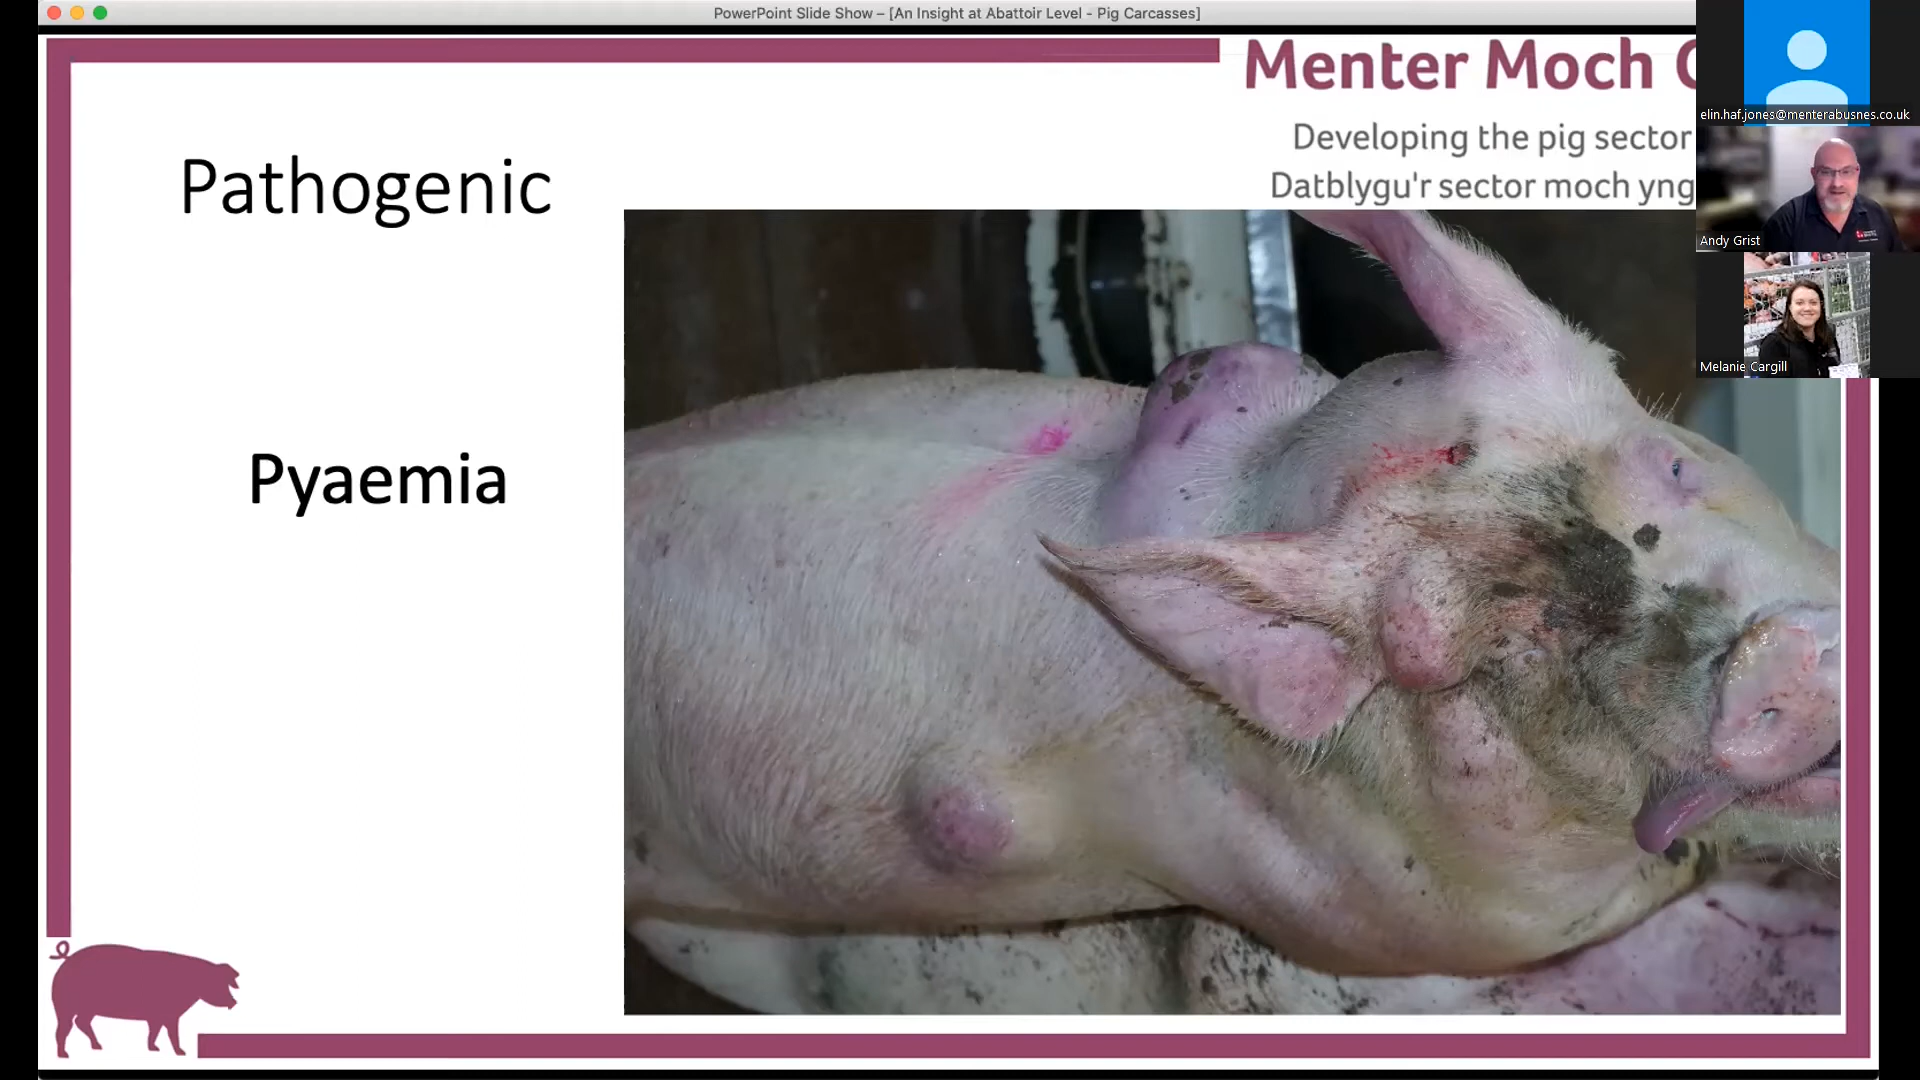 PowerPoint Slide Show – [An Insight at Abattoir Level - Pig Carcasses]
Menter Moch
Developing the pig sector
Datblygu'r sector moch yng
elin.haf.jones@menterabusnes.co.uk
Andy Grist
Melanie Cargill
Pathogenic
Pyaemia